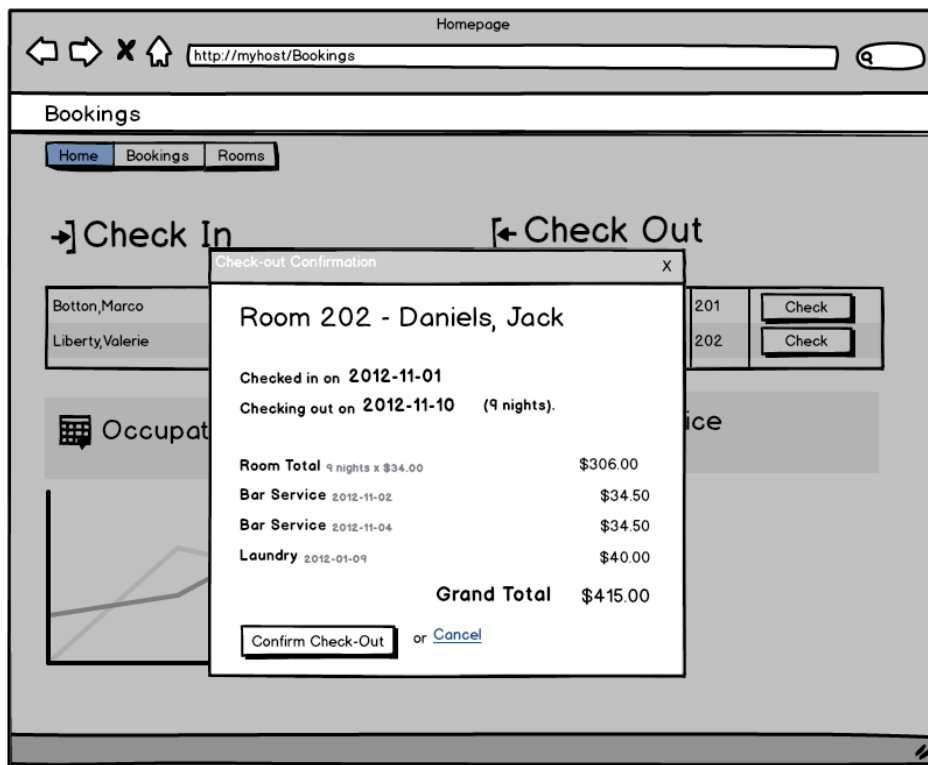 Homepage
http://myhost/Bookings
Bookings
Home Bookings Rooms
Check In
Check Out
Check-out Confirmation X
Botton,Marco
201 Check
Liberty,Valerie
202 Check
Room 202 - Daniels, Jack
Checked in on 2012-11-01
Checking out on 2012-11-10 (9 nights).
Occupat
ice
Room Total 9 nights x $34.00 $306.00
Bar Service 2012-11-02 $34.50
Bar Service 2012-11-04 $34.50
Laundry 2012-01-09 $40.00
Grand Total $415.00
Confirm Check-Out or Cancel